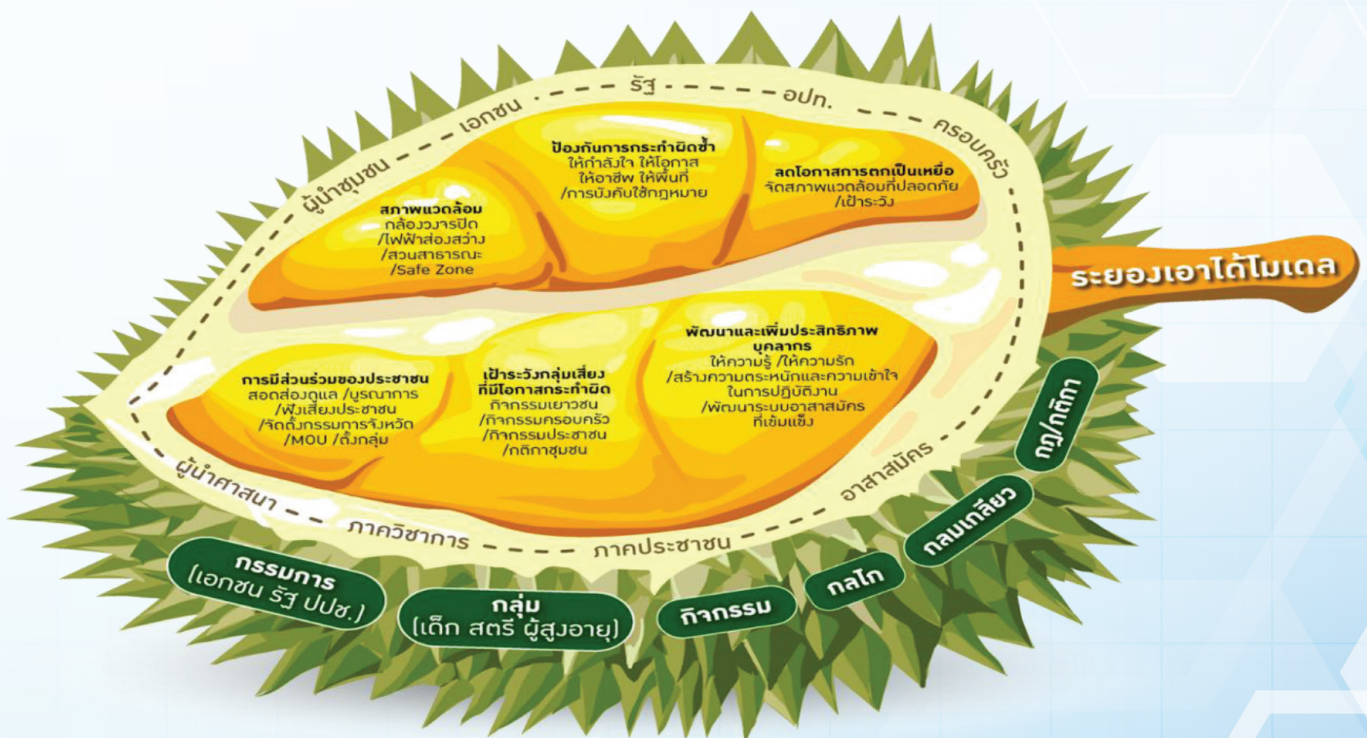 ผู้นำชุมชน
เอกชน
รัฐ
อปท.
ครอบครัว
สภาพแวดล้อม
กล้องวงจรปิด
/ไฟฟ้าส่องสว่าง
/สวนสาธารณะ
/Safe Zone
ป้องกันการกระทำผิดซ้ำ
ให้กำลังใจ ให้โอกาส
ให้อาชีพ ให้พื้นที่
/การบังคับใช้กฎหมาย
ลดโอกาสการตกเป็นเหยื่อ
จัดสภาพแวดล้อมที่ปลอดภัย
/เฝ้าระวัง
ระยองเอาได้โมเดล
การมีส่วนร่วมของประชาชน
สอดส่องดูแล /บูรณาการ
/ฟังเสียงประชาชน
/จัดตั้งกรรมการจังหวัด
/MOU /ตั้งกลุ่ม
เฝ้าระวังกลุ่มเสี่ยง
ที่มีโอกาสกระทำผิด
กิจกรรมเยาวชน
/กิจกรรมครอบครัว
/กิจกรรมประชาชน
/กติกาชุมชน
พัฒนาและเพิ่มประสิทธิภาพ
บุคลากร
ให้ความรู้ /ให้ความรัก
/สร้างความตระหนักและความเข้าใจ
ในการปฏิบัติงาน
/พัฒนาระบบอาสาสมัคร
ที่เข้มแข็ง
ผู้นำศาสนา
ภาควิชาการ
ภาคประชาชน
อาสาสมัคร
กรรมการ
(เอกชน รัฐ ปปช.)
กลุ่ม
(เด็ก สตรี ผู้สูงอายุ)
กิจกรรม
กลไก
กลมเกลียว
กฎ/กติกา